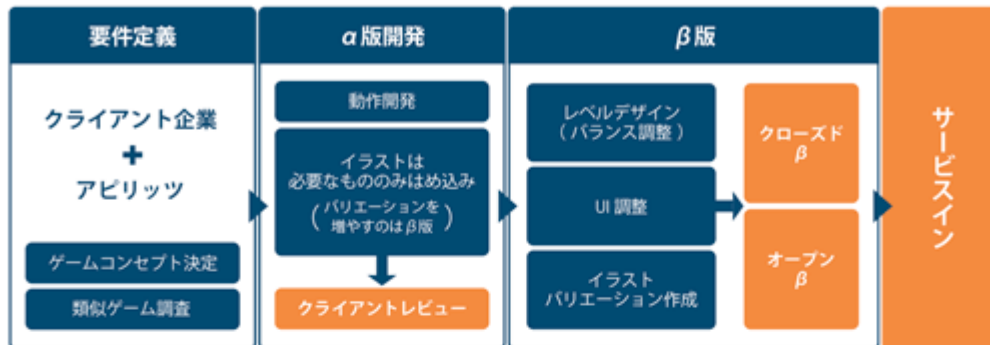 要件定義
クライアント企業
+
アピリッツ
ゲームコンセプト決定
類似ゲーム調査
α版開発
動作開発
イラストは
必要なもののみはめ込み
(バリエーションを
増やすのはβ版)
クライアントレビュー
β版
レベルデザイン
(バランス調整)
UI 調整
イラスト
バリエーション作成
クローズド
β
オープン
β
サービスイン